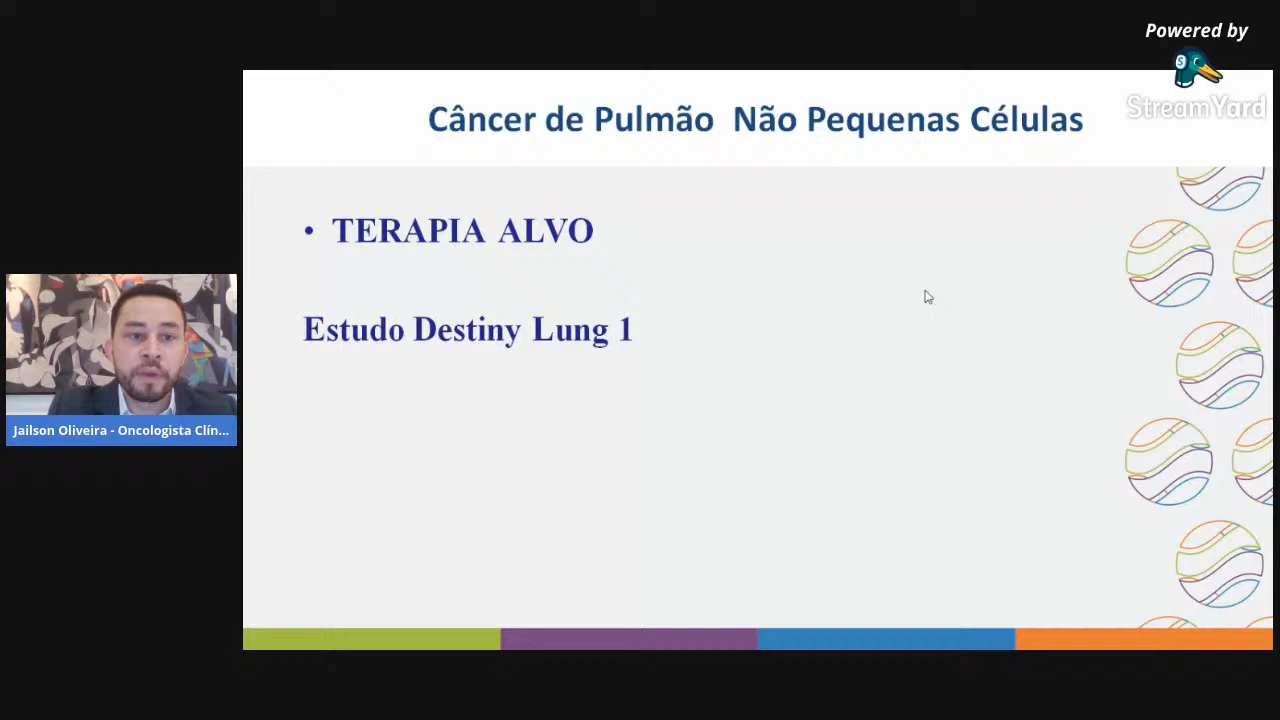 Powered by
StreamYard
Câncer de Pulmão Não Pequenas Células
• TERAPIA ALVO
Estudo Destiny Lung 1
Jailson Oliveira - Oncologista Clín...